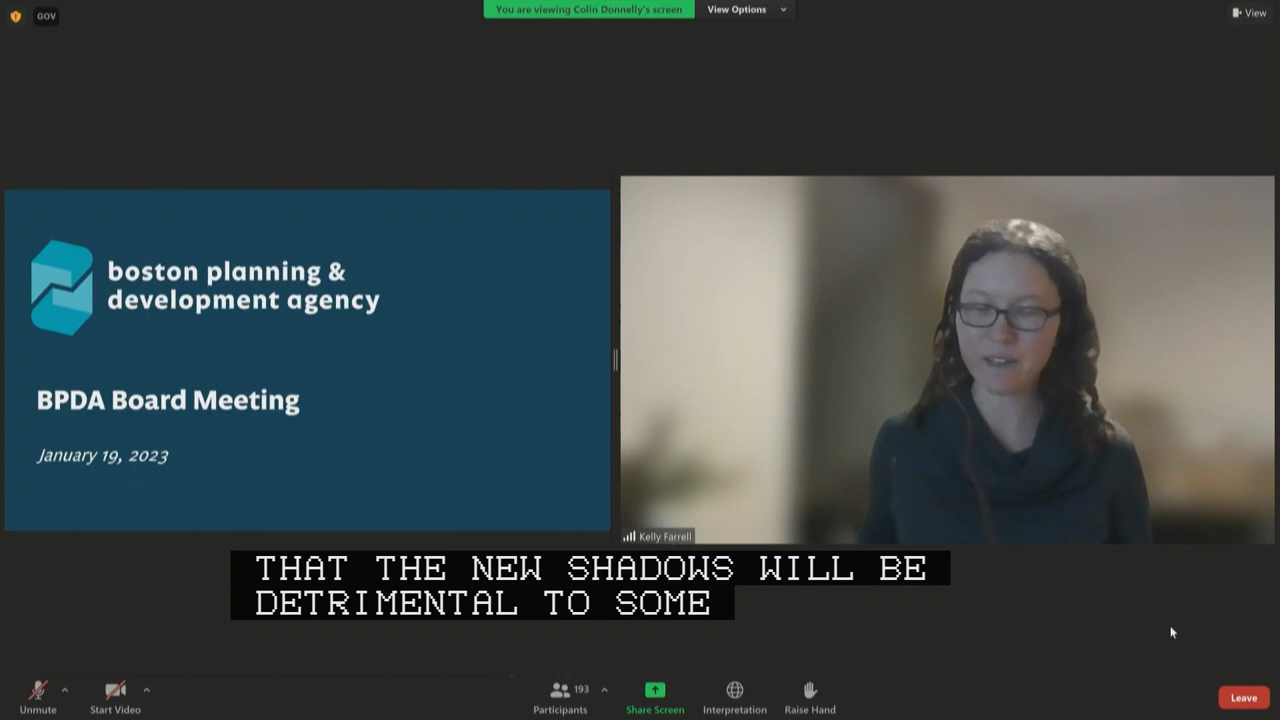 GOV
You are viewing Colin Donnelly's screen
View Options
View
boston planning &
development agency
BPDA Board Meeting
January 19, 2023
Kelly Farrell
THAT THE NEW SHADOWS WILL BE
DETRIMENTAL TO SOME
Unmute
Start Video
193
Participants
Share Screen
Interpretation
Raise Hand
Leave